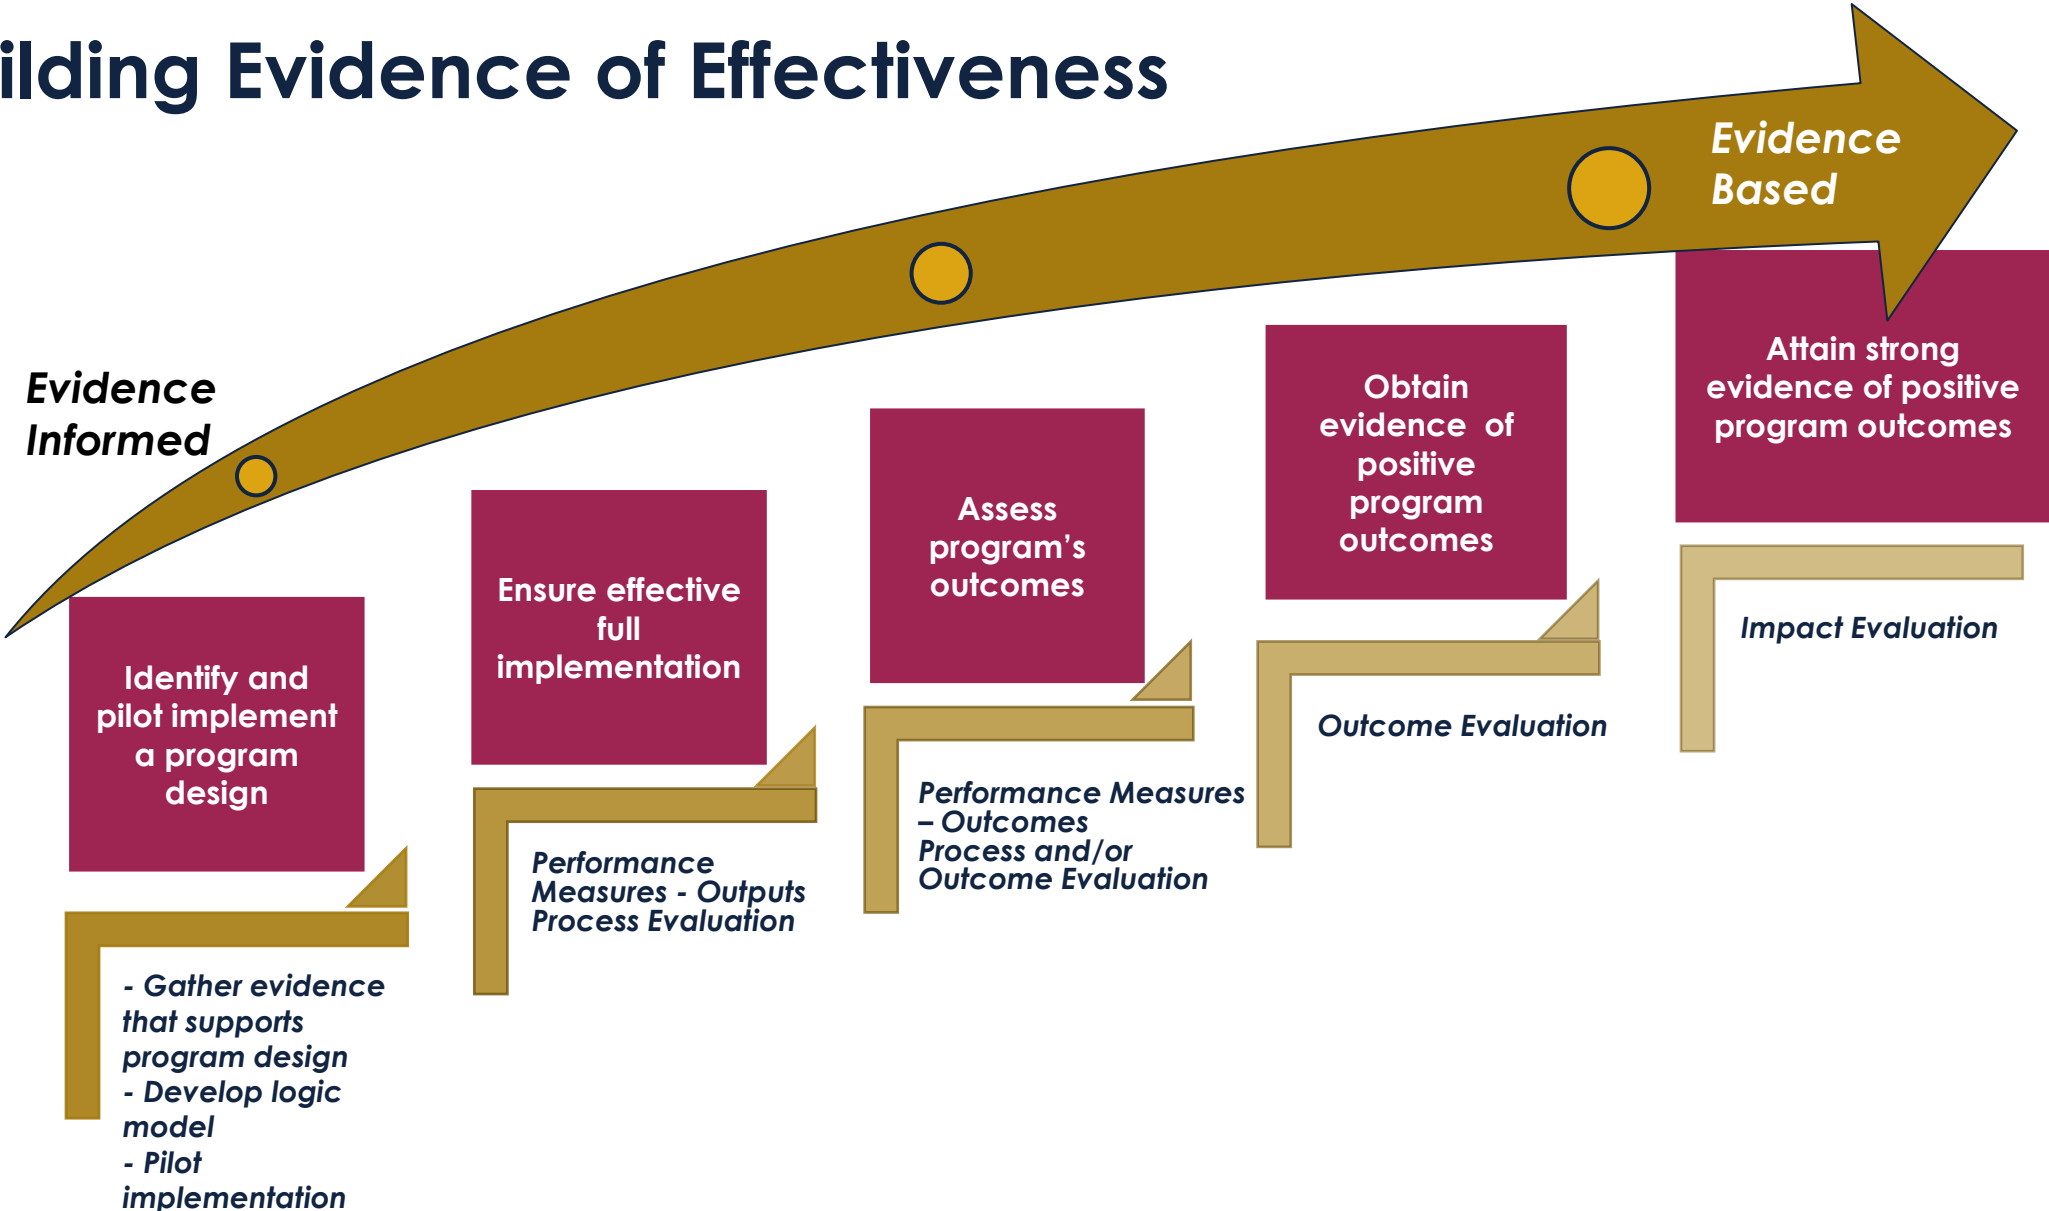 ilding Evidence of Effectiveness
Evidence
Based
Evidence
Informed
Identify and
pilot implement
a program
design
- Gather evidence
that supports
program design
- Develop logic
model
- Pilot
implementation
Ensure effective
full
implementation
Performance
Measures - Outputs
Process Evaluation
Assess
program’s
outcomes
Performance Measures
– Outcomes
Process and/or
Outcome Evaluation
Obtain
evidence of
positive
program
outcomes
Outcome Evaluation
Attain strong
evidence of positive
program outcomes
Impact Evaluation